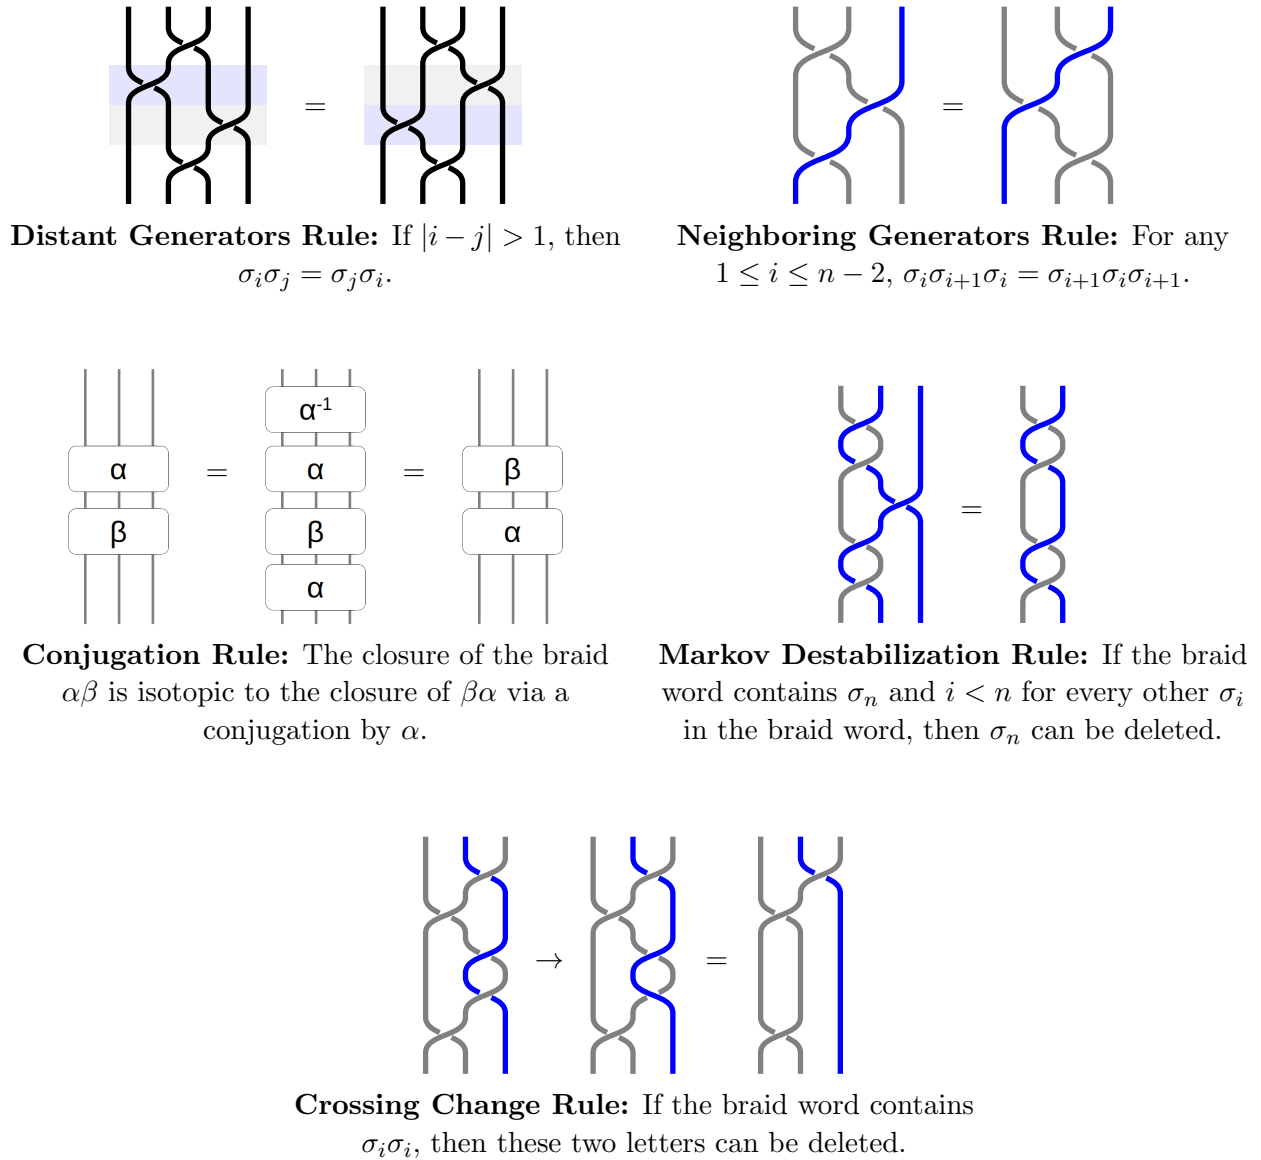 =
=
Distant Generators Rule: If |i − j| > 1, then
σᵢσⱼ = σⱼσᵢ.
Neighboring Generators Rule: For any
1 ≤ i ≤ n − 2, σᵢσᵢ₊₁σᵢ = σᵢ₊₁σᵢσᵢ₊₁.
α
β
=
α⁻¹
α
β
α
=
β
α
=
Conjugation Rule: The closure of the braid
αβ is isotopic to the closure of βα via a
conjugation by α.
Markov Destabilization Rule: If the braid
word contains σₙ and i < n for every other σᵢ
in the braid word, then σₙ can be deleted.
→
=
Crossing Change Rule: If the braid word contains
σᵢσᵢ, then these two letters can be deleted.